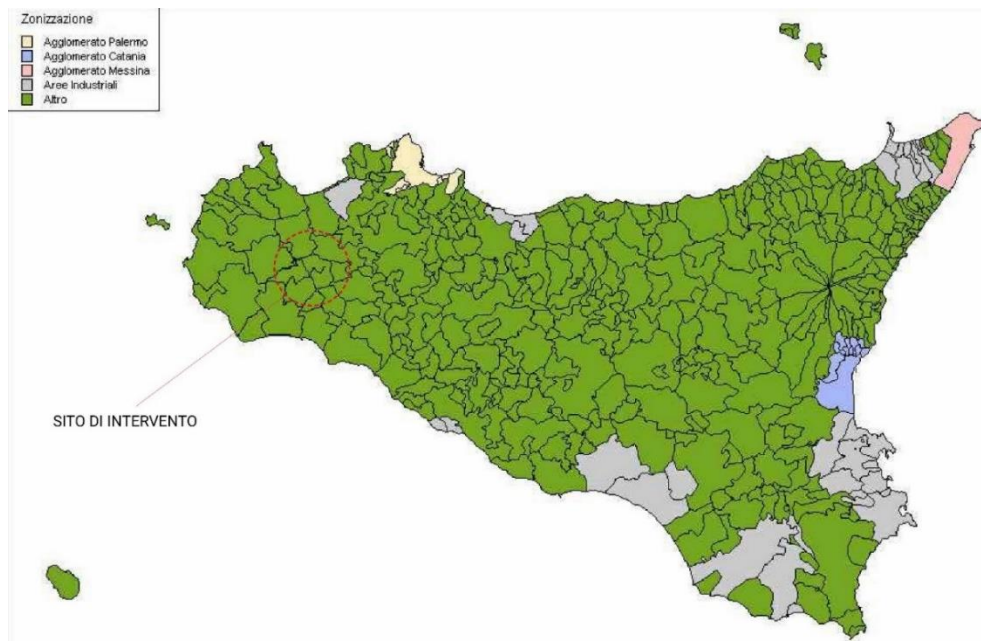 Zonizzazione
Agglomerato Palermo
Agglomerato Catania
Agglomerato Messina
Aree Industriali
Altro
SITO DI INTERVENTO